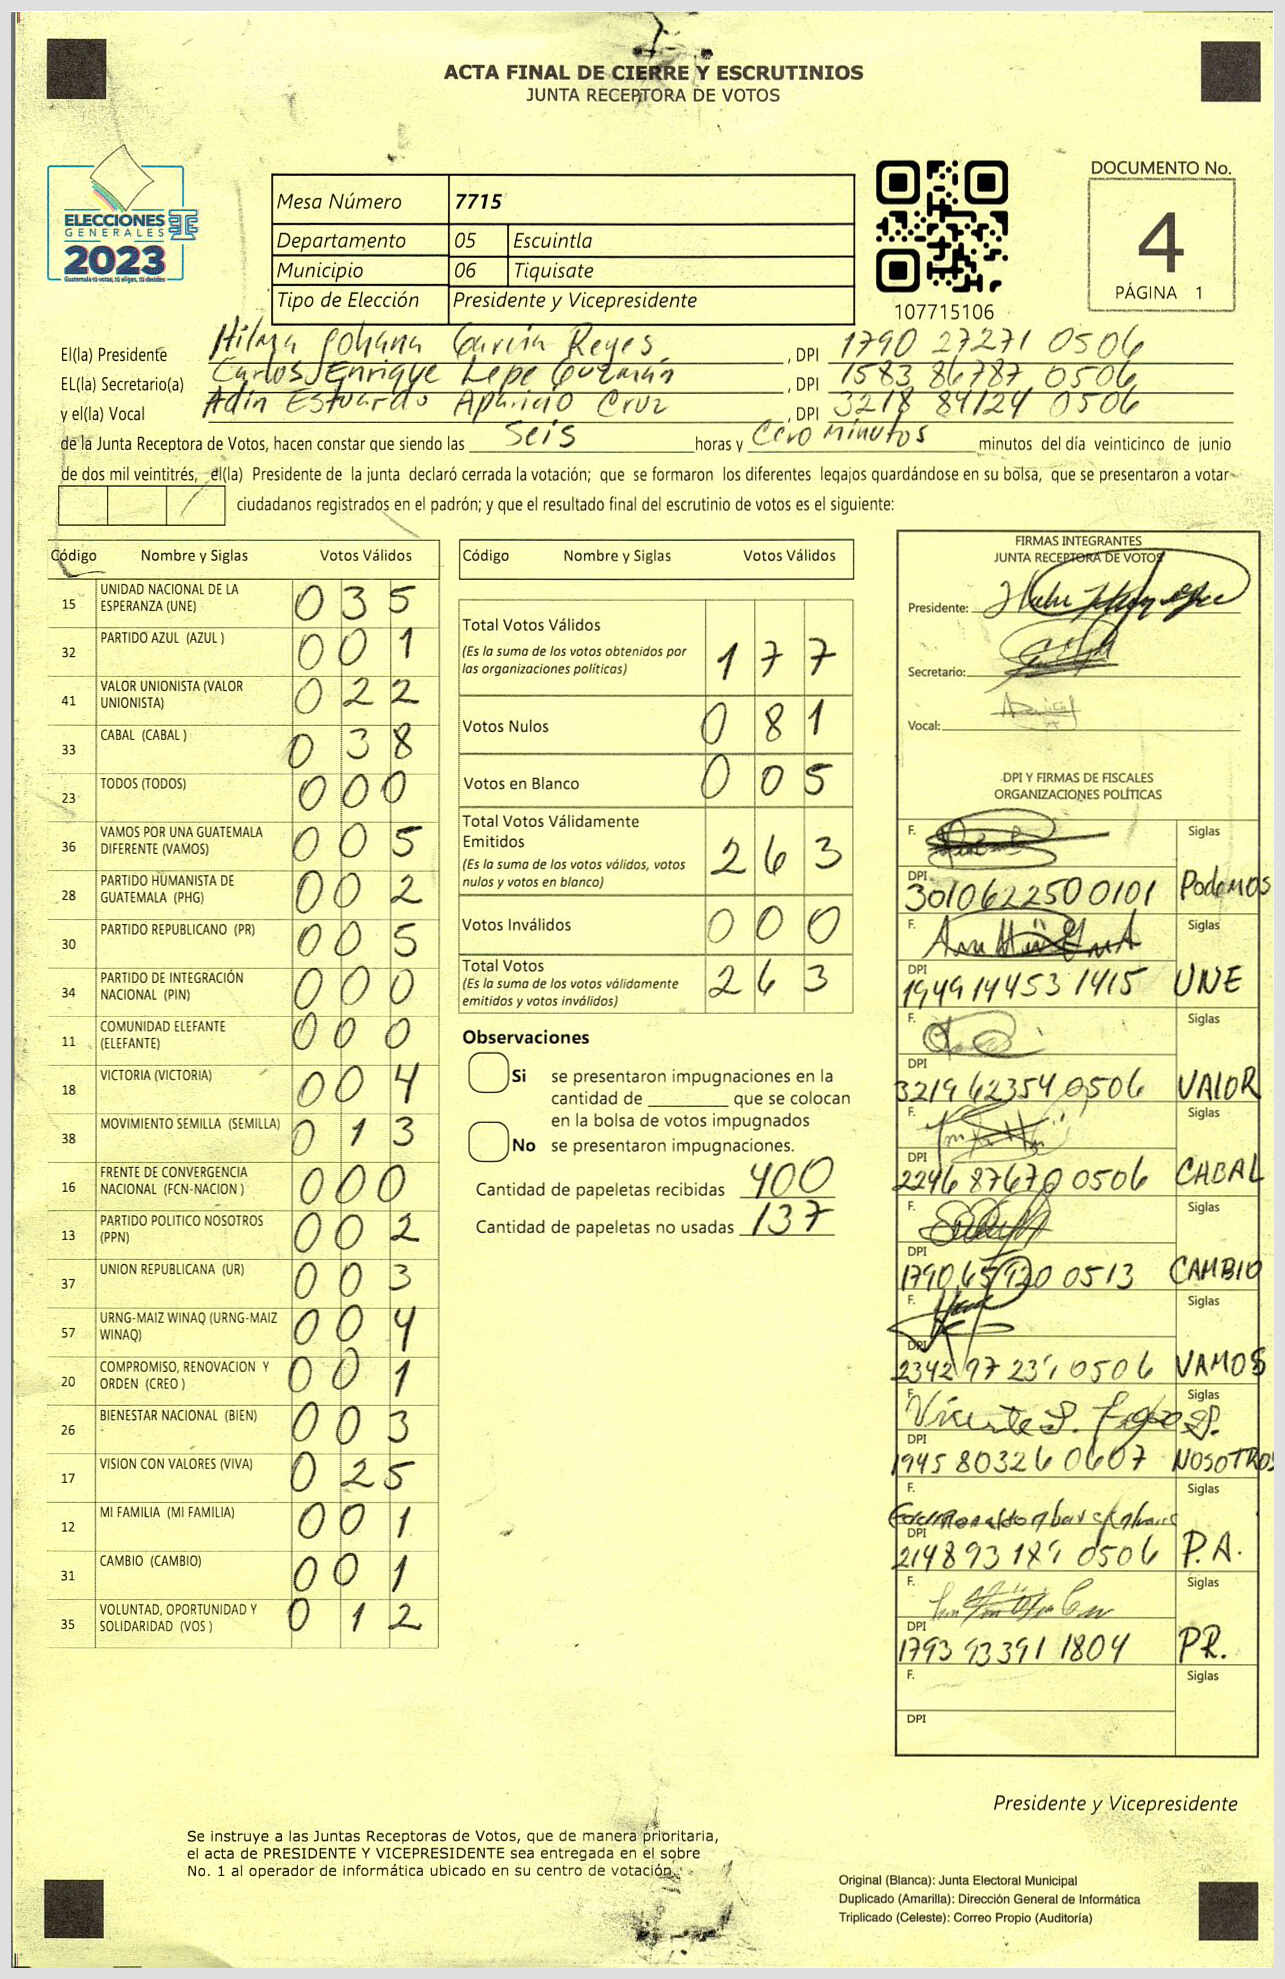 ACTA FINAL DE CIERRE Y ESCRUTINIOS
JUNTA RECEPTORA DE VOTOS
ELECCIONES
GENERALES
2023
Guatemala tú votas, tú eliges, tú decides
Mesa Número 7715
Departamento 05 Escuintla
Municipio 06 Tiquisate
Tipo de Elección Presidente y Vicepresidente
107715106
DOCUMENTO No.
4
PÁGINA 1
El(la) Presidente Hilma Johana García Reyes, DPI 1790 27271 0506
EL(la) Secretario(a) Carlos Enrique Lepe Guzmán, DPI 1583 86787 0506
y el(la) Vocal Adin Estuardo Aparicio Cruz, DPI 3218 84124 0506
de la Junta Receptora de Votos, hacen constar que siendo las Seis horas y Cero minutos minutos del día veinticinco de junio
de dos mil veintitrés, el(la) Presidente de la junta declaró cerrada la votación; que se formaron los diferentes legajos guardándose en su bolsa, que se presentaron a votar
ciudadanos registrados en el padrón; y que el resultado final del escrutinio de votos es el siguiente:
Código Nombre y Siglas Votos Válidos
15 UNIDAD NACIONAL DE LA ESPERANZA (UNE) 0 3 5
32 PARTIDO AZUL (AZUL ) 0 0 1
41 VALOR UNIONISTA (VALOR UNIONISTA) 0 2 2
33 CABAL (CABAL ) 0 3 8
23 TODOS (TODOS) 0 0 0
36 VAMOS POR UNA GUATEMALA DIFERENTE (VAMOS) 0 0 5
28 PARTIDO HUMANISTA DE GUATEMALA (PHG) 0 0 2
30 PARTIDO REPUBLICANO (PR) 0 0 5
34 PARTIDO DE INTEGRACIÓN NACIONAL (PIN) 0 0 0
11 COMUNIDAD ELEFANTE (ELEFANTE) 0 0 0
18 VICTORIA (VICTORIA) 0 0 4
38 MOVIMIENTO SEMILLA (SEMILLA) 0 1 3
16 FRENTE DE CONVERGENCIA NACIONAL (FCN-NACION ) 0 0 0
13 PARTIDO POLITICO NOSOTROS (PPN) 0 0 2
37 UNION REPUBLICANA (UR) 0 0 3
57 URNG-MAIZ WINAQ (URNG-MAIZ WINAQ) 0 0 4
20 COMPROMISO, RENOVACION Y ORDEN (CREO ) 0 0 1
26 BIENESTAR NACIONAL (BIEN) 0 0 3
17 VISION CON VALORES (VIVA) 0 2 5
12 MI FAMILIA (MI FAMILIA) 0 0 1
31 CAMBIO (CAMBIO) 0 0 1
35 VOLUNTAD, OPORTUNIDAD Y SOLIDARIDAD (VOS ) 0 1 2
Código Nombre y Siglas Votos Válidos
Total Votos Válidos 1 7 7
(Es la suma de los votos obtenidos por
las organizaciones políticas)
Votos Nulos 0 8 1
Votos en Blanco 0 0 5
Total Votos Válidamente
Emitidos 2 6 3
(Es la suma de los votos válidos, votos
nulos y votos en blanco)
Votos Inválidos 0 0 0
Total Votos 2 6 3
(Es la suma de los votos válidamente
emitidos y votos inválidos)
Observaciones
Si se presentaron impugnaciones en la
cantidad de ________ que se colocan
en la bolsa de votos impugnados
No se presentaron impugnaciones.
Cantidad de papeletas recibidas 400
Cantidad de papeletas no usadas 137
FIRMAS INTEGRANTES
JUNTA RECEPTORA DE VOTOS
Presidente:
Secretario:
Vocal:
DPI Y FIRMAS DE FISCALES
ORGANIZACIONES POLÍTICAS
F. Siglas
DPI 3010622500101 Podemos
F. Siglas
DPI 1949 14453 1415 UNE
F. Siglas
DPI 3219 62354 0506 VALOR
F. Siglas
DPI 2246 87670 0506 CABAL
F. Siglas
DPI 1790 65920 0513 CAMBIO
F. Siglas
DPI 0506 VAMOS
F. Vicente Siglas
DPI 1945 80326 0607 NOSOTROS
F. Siglas
DPI 0506 P.A.
F. Siglas
DPI 1793 93391 1804 PR.
F. Siglas
DPI
Presidente y Vicepresidente
Se instruye a las Juntas Receptoras de Votos, que de manera prioritaria,
el acta de PRESIDENTE Y VICEPRESIDENTE sea entregada en el sobre
No. 1 al operador de informática ubicado en su centro de votación.
Original (Blanca): Junta Electoral Municipal
Duplicado (Amarilla): Dirección General de Informática
Triplicado (Celeste): Correo Propio (Auditoría)